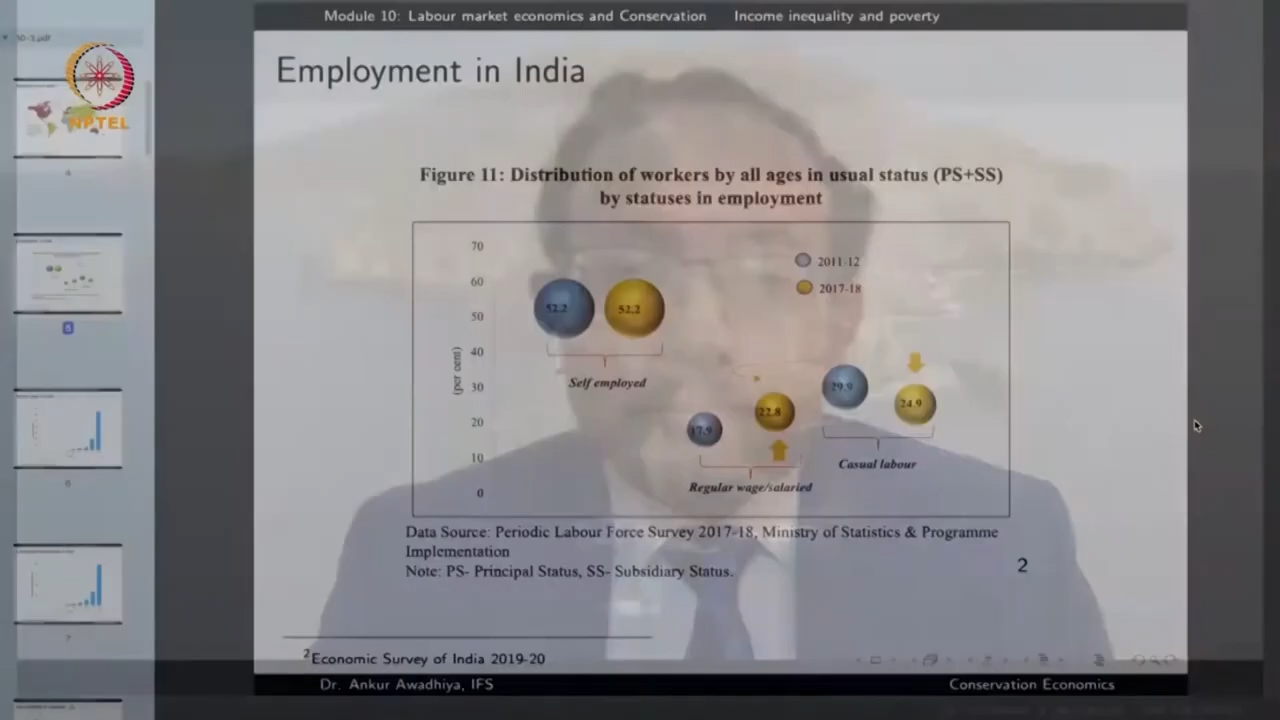 Module 10: Labour market economics and Conservation Income inequality and poverty
NPTEL
Employment in India
Figure 11: Distribution of workers by all ages in usual status (PS+SS)
by statuses in employment
70
60
50
40
30
20
10
0
(per cent)
2011-12
2017-18
52.2
52.2
Self employed
17.9
22.8
Regular wage/salaried
29.9
24.9
Casual labour
Data Source: Periodic Labour Force Survey 2017-18, Ministry of Statistics & Programme
Implementation
Note: PS- Principal Status, SS- Subsidiary Status.
2
2Economic Survey of India 2019-20
Dr. Ankur Awadhiya, IFS Conservation Economics
4
5
6
7